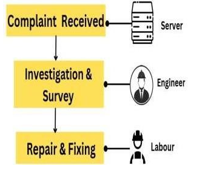 Complaint Received
Server
Investigation &
Survey
Engineer
Repair & Fixing
Labour